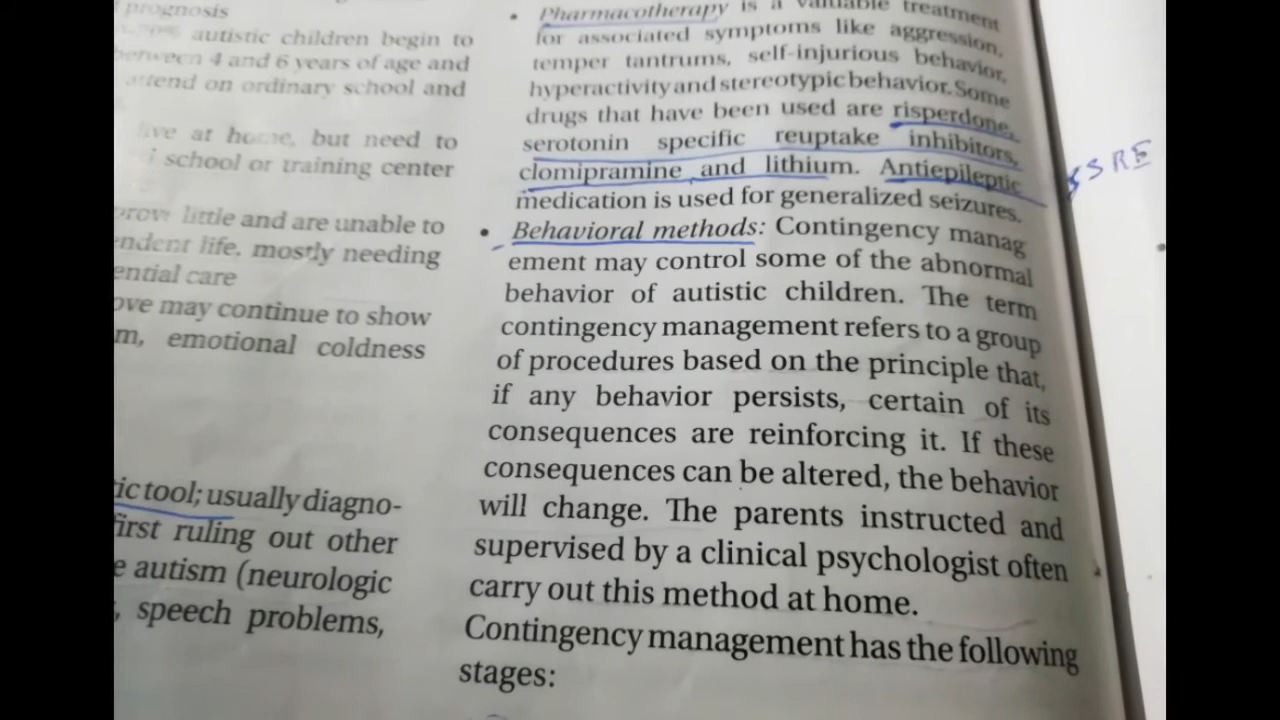 prognosis
autistic children begin to
between 4 and 6 years of age and
attend on ordinary school and
live at home, but need to
school or training center
little and are unable to
life, mostly needing
care
may continue to show
emotional coldness
tool; usually diagno-
first ruling out other
autism (neurologic
, speech problems,
• Pharmacotherapy is a valuable treatment
for associated symptoms like aggression,
temper tantrums, self-injurious behavior,
hyperactivity and stereotypic behavior. Some
drugs that have been used are risperdone,
serotonin specific reuptake inhibitors,
clomipramine and lithium. Antiepileptic
medication is used for generalized seizures.
• Behavioral methods: Contingency manag
ement may control some of the abnormal
behavior of autistic children. The term
contingency management refers to a group
of procedures based on the principle that,
if any behavior persists, certain of its
consequences are reinforcing it. If these
consequences can be altered, the behavior
will change. The parents instructed and
supervised by a clinical psychologist often
carry out this method at home.
Contingency management has the following
stages:
SSRE